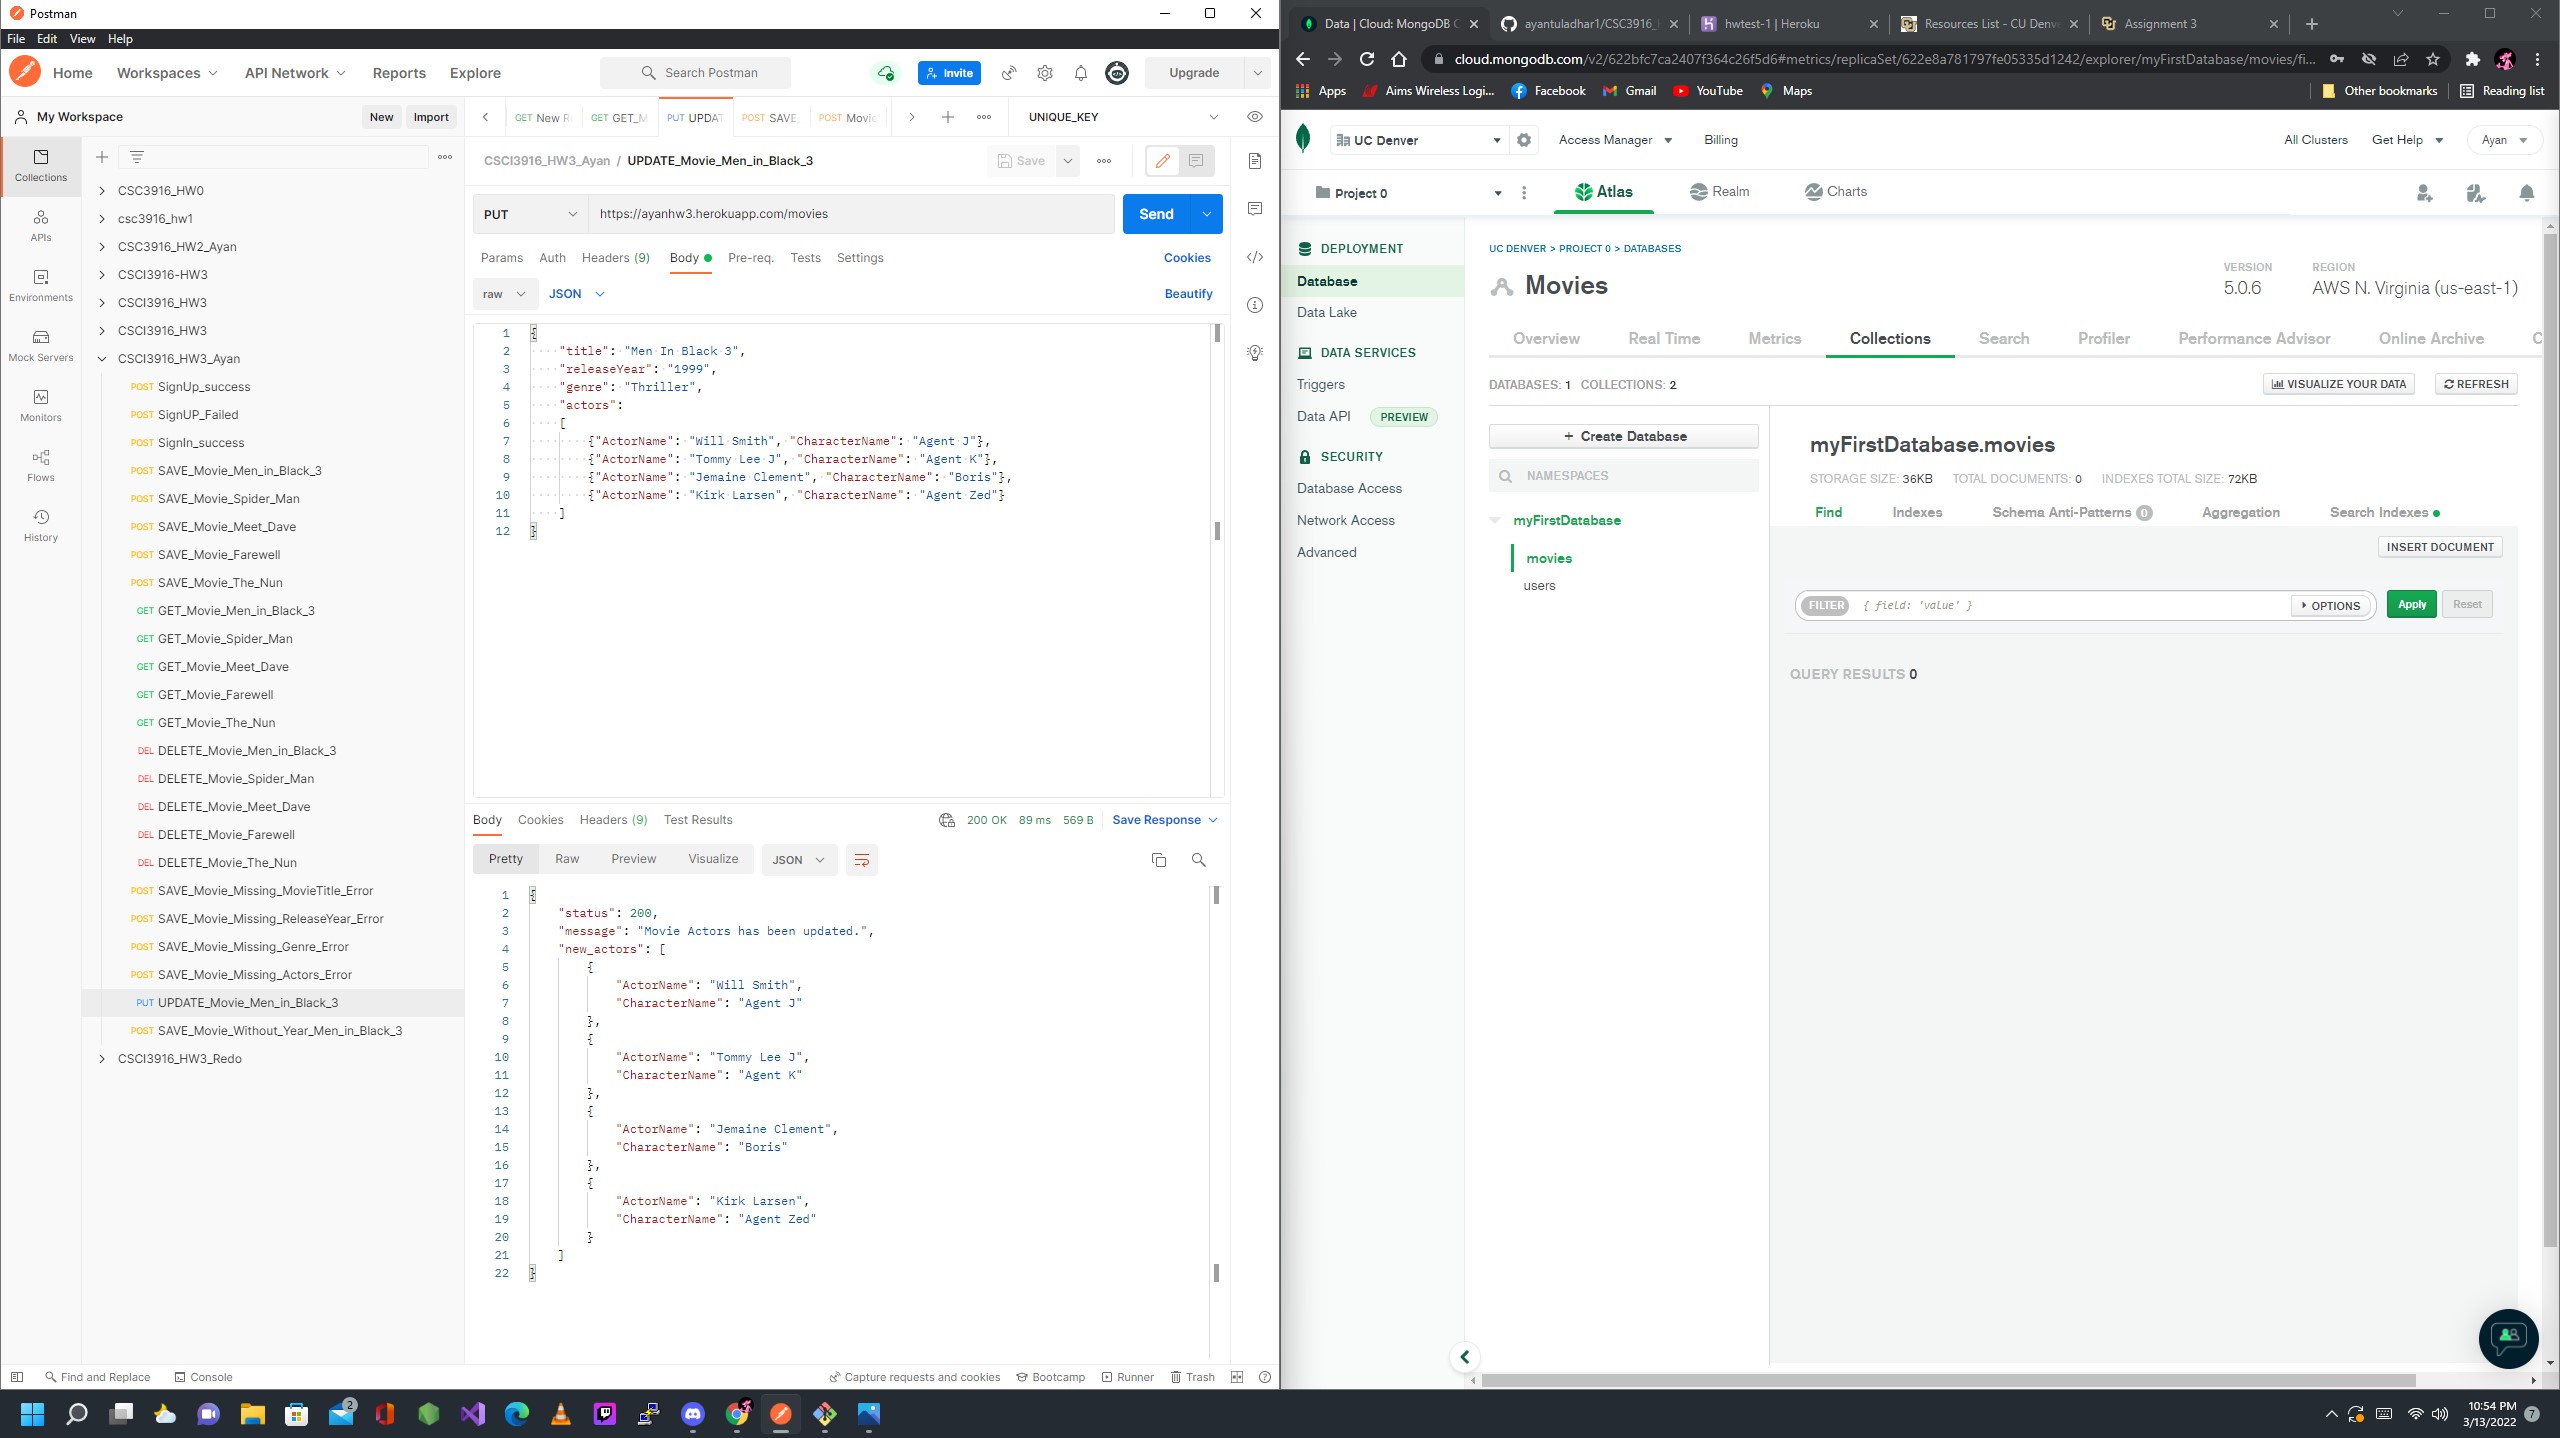 Postman
File Edit View Help
Home Workspaces API Network Reports Explore
Search Postman
Invite
Upgrade
My Workspace
New Import
GET New R
GET GET_M
PUT UPDAT
POST SAVE_
POST Movie
UNIQUE_KEY
Collections
APIs
Environments
Mock Servers
Monitors
Flows
History
CSC3916_HW0
csc3916_hw1
CSC3916_HW2_Ayan
CSCI3916-HW3
CSCI3916_HW3
CSCI3916_HW3
CSCI3916_HW3_Ayan
POST SignUp_success
POST SignUP_Failed
POST SignIn_success
POST SAVE_Movie_Men_in_Black_3
POST SAVE_Movie_Spider_Man
POST SAVE_Movie_Meet_Dave
POST SAVE_Movie_Farewell
POST SAVE_Movie_The_Nun
GET GET_Movie_Men_in_Black_3
GET GET_Movie_Spider_Man
GET GET_Movie_Meet_Dave
GET GET_Movie_Farewell
GET GET_Movie_The_Nun
DEL DELETE_Movie_Men_in_Black_3
DEL DELETE_Movie_Spider_Man
DEL DELETE_Movie_Meet_Dave
DEL DELETE_Movie_Farewell
DEL DELETE_Movie_The_Nun
POST SAVE_Movie_Missing_MovieTitle_Error
POST SAVE_Movie_Missing_ReleaseYear_Error
POST SAVE_Movie_Missing_Genre_Error
POST SAVE_Movie_Missing_Actors_Error
PUT UPDATE_Movie_Men_in_Black_3
POST SAVE_Movie_Without_Year_Men_in_Black_3
CSCI3916_HW3_Redo
CSCI3916_HW3_Ayan / UPDATE_Movie_Men_in_Black_3
Save
PUT https://ayanhw3.herokuapp.com/movies Send
Params Auth Headers (9) Body Pre-req. Tests Settings Cookies
raw JSON Beautify
1 {
2 "title": "Men In Black 3",
3 "releaseYear": "1999",
4 "genre": "Thriller",
5 "actors":
6 [
7 {"ActorName": "Will Smith", "CharacterName": "Agent J"},
8 {"ActorName": "Tommy Lee J", "CharacterName": "Agent K"},
9 {"ActorName": "Jemaine Clement", "CharacterName": "Boris"},
10 {"ActorName": "Kirk Larsen", "CharacterName": "Agent Zed"}
11 ]
12 }
Body Cookies Headers (9) Test Results 200 OK 89 ms 569 B Save Response
Pretty Raw Preview Visualize JSON
1 {
2 "status": 200,
3 "message": "Movie Actors has been updated.",
4 "new_actors": [
5 {
6 "ActorName": "Will Smith",
7 "CharacterName": "Agent J"
8 },
9 {
10 "ActorName": "Tommy Lee J",
11 "CharacterName": "Agent K"
12 },
13 {
14 "ActorName": "Jemaine Clement",
15 "CharacterName": "Boris"
16 },
17 {
18 "ActorName": "Kirk Larsen",
19 "CharacterName": "Agent Zed"
20 }
21 ]
22 }
Find and Replace Console Capture requests and cookies Bootcamp Runner Trash
Data | Cloud: MongoDB C
ayantuladhar1/CSC3916_
hwtest-1 | Heroku
Resources List - CU Denv
Assignment 3
cloud.mongodb.com/v2/622bfc7ca2407f364c26f5d6#metrics/replicaSet/622e8a781797fe05335d1242/explorer/myFirstDatabase/movies/fi...
Apps Aims Wireless Logi... Facebook Gmail YouTube Maps Other bookmarks Reading list
UC Denver Access Manager Billing All Clusters Get Help Ayan
Project 0 Atlas Realm Charts
DEPLOYMENT
Database
Data Lake
DATA SERVICES
Triggers
Data API PREVIEW
SECURITY
Database Access
Network Access
Advanced
UC DENVER > PROJECT 0 > DATABASES
Movies
VERSION
5.0.6
REGION
AWS N. Virginia (us-east-1)
Overview Real Time Metrics Collections Search Profiler Performance Advisor Online Archive C
DATABASES: 1 COLLECTIONS: 2
VISUALIZE YOUR DATA REFRESH
+ Create Database
NAMESPACES
myFirstDatabase
movies
users
myFirstDatabase.movies
STORAGE SIZE: 36KB TOTAL DOCUMENTS: 0 INDEXES TOTAL SIZE: 72KB
Find Indexes Schema Anti-Patterns 0 Aggregation Search Indexes
INSERT DOCUMENT
FILTER { field: 'value' } OPTIONS Apply Reset
QUERY RESULTS 0
2
10:54 PM
3/13/2022
7